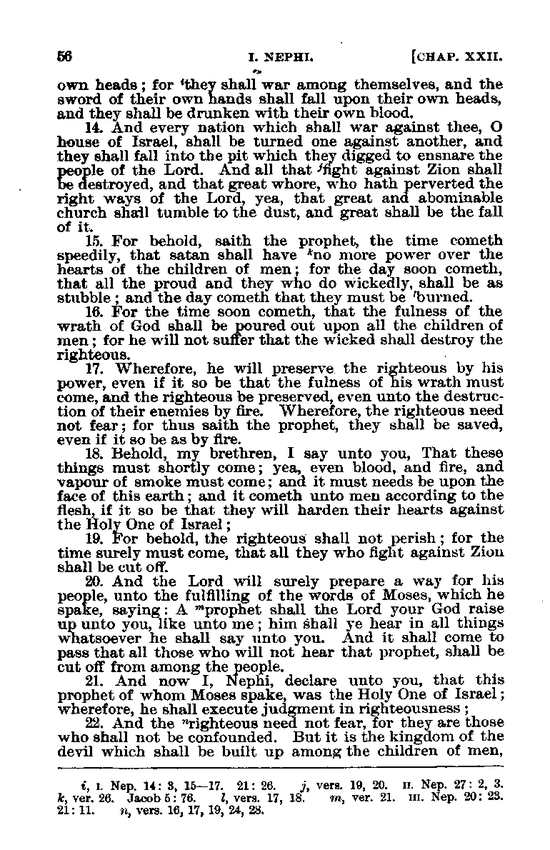 56 I. NEPHI. [CHAP. XXII.
own heads; for ⁱthey shall war among themselves, and the
sword of their own hands shall fall upon their own heads,
and they shall be drunken with their own blood.
14. And every nation which shall war against thee, O
house of Israel, shall be turned one against another, and
they shall fall into the pit which they digged to ensnare the
people of the Lord. And all that ʲfight against Zion shall
be destroyed, and that great whore, who hath perverted the
right ways of the Lord, yea, that great and abominable
church shall tumble to the dust, and great shall be the fall
of it.
15. For behold, saith the prophet, the time cometh
speedily, that satan shall have ᵏno more power over the
hearts of the children of men; for the day soon cometh,
that all the proud and they who do wickedly, shall be as
stubble; and the day cometh that they must be ˡburned.
16. For the time soon cometh, that the fulness of the
wrath of God shall be poured out upon all the children of
men; for he will not suffer that the wicked shall destroy the
righteous.
17. Wherefore, he will preserve the righteous by his
power, even if it so be that the fulness of his wrath must
come, and the righteous be preserved, even unto the destruc-
tion of their enemies by fire. Wherefore, the righteous need
not fear; for thus saith the prophet, they shall be saved,
even if it so be as by fire.
18. Behold, my brethren, I say unto you, That these
things must shortly come; yea, even blood, and fire, and
vapour of smoke must come; and it must needs be upon the
face of this earth; and it cometh unto men according to the
flesh, if it so be that they will harden their hearts against
the Holy One of Israel;
19. For behold, the righteous shall not perish; for the
time surely must come, that all they who fight against Zion
shall be cut off.
20. And the Lord will surely prepare a way for his
people, unto the fulfilling of the words of Moses, which he
spake, saying: A ᵐprophet shall the Lord your God raise
up unto you, like unto me; him shall ye hear in all things
whatsoever he shall say unto you. And it shall come to
pass that all those who will not hear that prophet, shall be
cut off from among the people.
21. And now I, Nephi, declare unto you, that this
prophet of whom Moses spake, was the Holy One of Israel;
wherefore, he shall execute judgment in righteousness;
22. And the ⁿrighteous need not fear, for they are those
who shall not be confounded. But it is the kingdom of the
devil which shall be built up among the children of men,
i, I. Nep. 14: 3, 15—17. 21: 26. j, vers. 19, 20. II. Nep. 27: 2, 3.
k, ver. 26. Jacob 5: 76. l, vers. 17, 18. m, ver. 21. III. Nep. 20: 23.
21: 11. n, vers. 16, 17, 19, 24, 28.